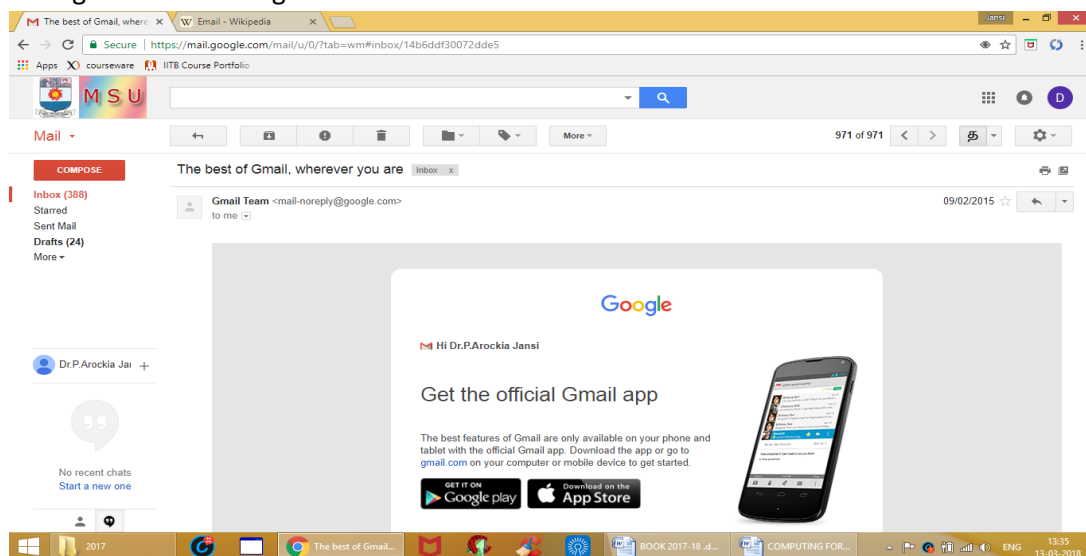 The best of Gmail, where
Email - Wikipedia
Jansi
Secure | https://mail.google.com/mail/u/0/?tab=wm#inbox/14b6ddf30072dde5
Apps courseware IITB Course Portfolio
M S U
D
Mail
More
971 of 971
த
COMPOSE
The best of Gmail, wherever you are Inbox x
Inbox (388)
Gmail Team <mail-noreply@google.com>
09/02/2015
Starred
to me
Sent Mail
Drafts (24)
More
Google
Hi Dr.P.Arockia Jansi
Dr.P.Arockia Jai +
Get the official Gmail app
The best features of Gmail are only available on your phone and
tablet with the official Gmail app. Download the app or go to
gmail.com on your computer or mobile device to get started.
No recent chats
Start a new one
GET IT ON
Google play
Download on the
App Store
2017
The best of Gmail...
BOOK 2017-18 .d...
COMPUTING FOR...
ENG
13:35
13-03-201